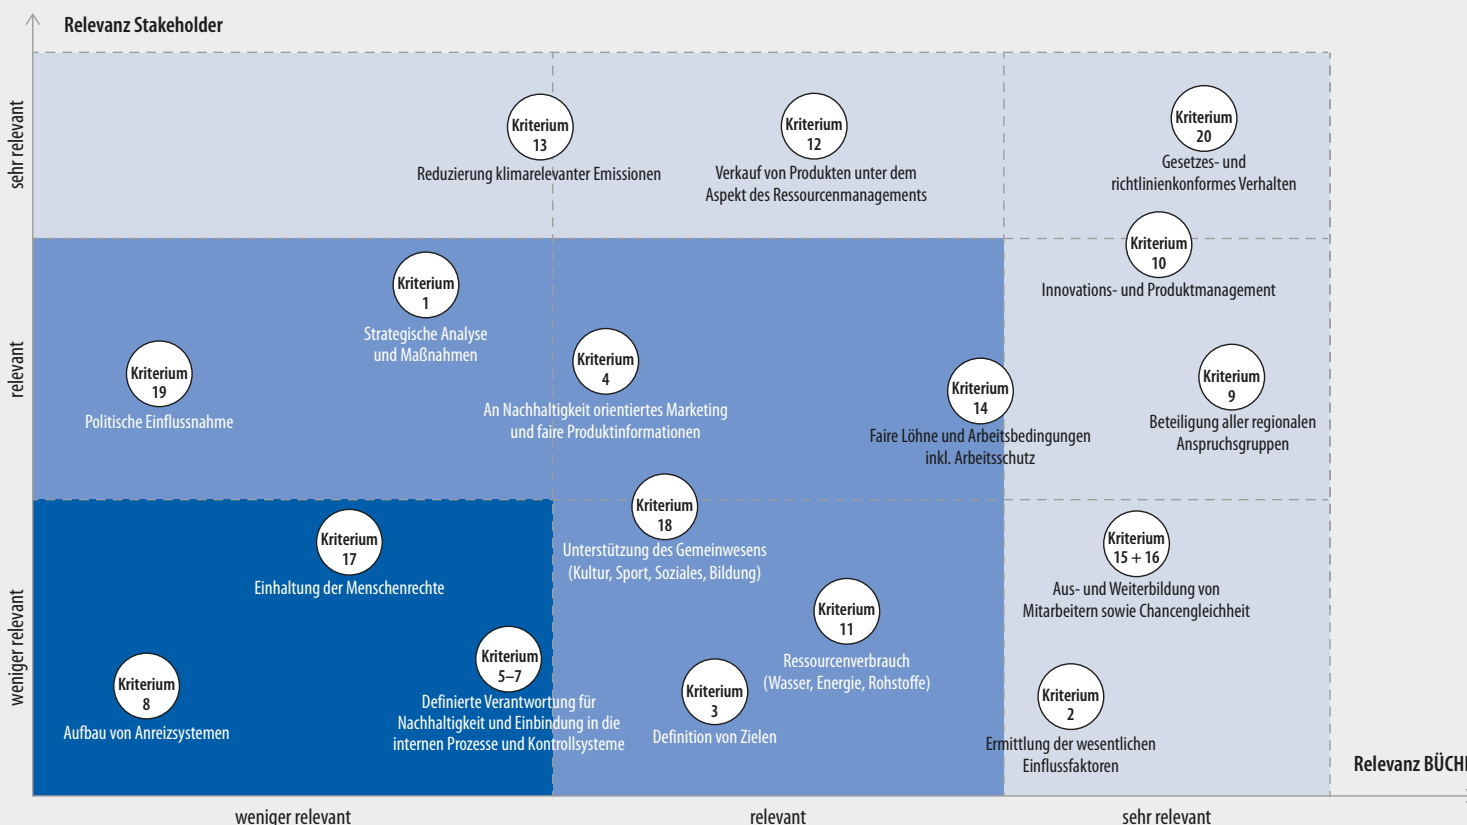 Relevanz Stakeholder
sehr relevant
relevant
weniger relevant
Kriterium
13
Reduzierung klimarelevanter Emissionen
Kriterium
12
Verkauf von Produkten unter dem
Aspekt des Ressourcenmanagements
Kriterium
20
Gesetzes- und
richtlinienkonformes Verhalten
Kriterium
10
Innovations- und Produktmanagement
Kriterium
1
Strategische Analyse
und Maßnahmen
Kriterium
19
Politische Einflussnahme
Kriterium
4
An Nachhaltigkeit orientiertes Marketing
und faire Produktinformationen
Kriterium
14
Faire Löhne und Arbeitsbedingungen
inkl. Arbeitsschutz
Kriterium
9
Beteiligung aller regionalen
Anspruchsgruppen
Kriterium
17
Einhaltung der Menschenrechte
Kriterium
18
Unterstützung des Gemeinwesens
(Kultur, Sport, Soziales, Bildung)
Kriterium
15 + 16
Aus- und Weiterbildung von
Mitarbeitern sowie Chancengleichheit
Kriterium
11
Ressourcenverbrauch
(Wasser, Energie, Rohstoffe)
Kriterium
8
Aufbau von Anreizsystemen
Kriterium
5–7
Definierte Verantwortung für
Nachhaltigkeit und Einbindung in die
internen Prozesse und Kontrollsysteme
Kriterium
3
Definition von Zielen
Kriterium
2
Ermittlung der wesentlichen
Einflussfaktoren
Relevanz
weniger relevant
relevant
sehr relevant